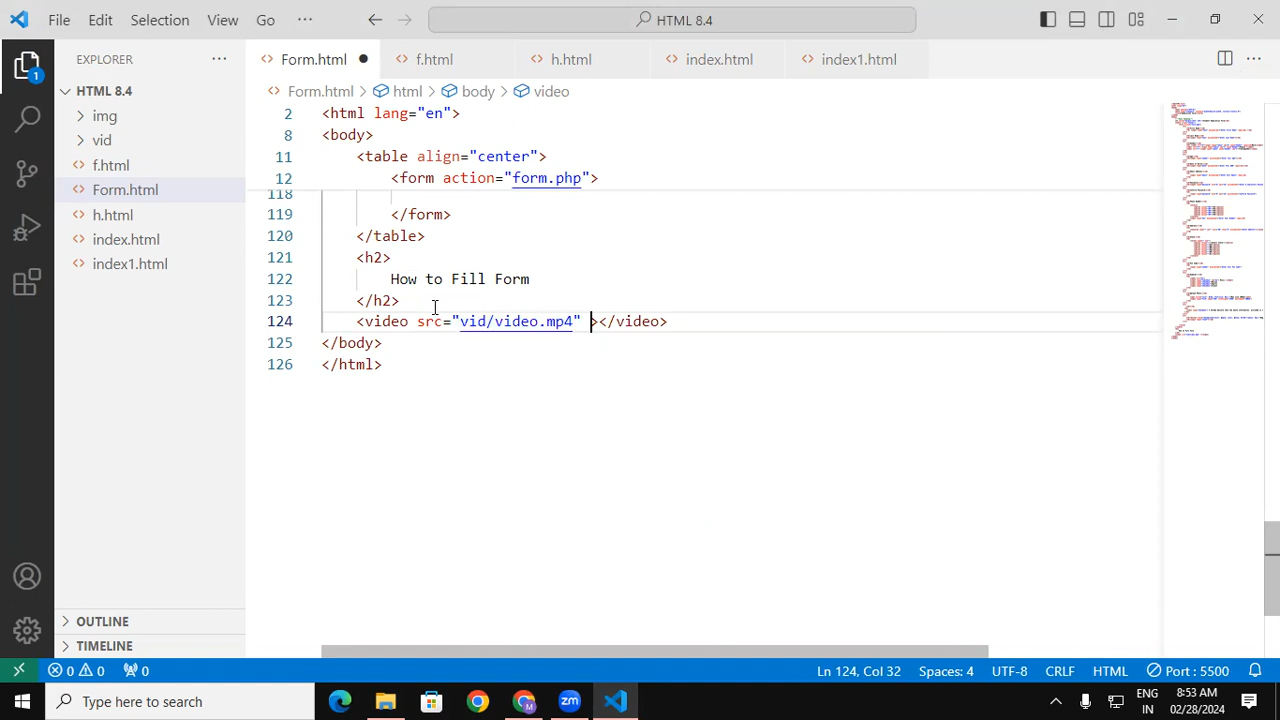 File Edit Selection View Go HTML 8.4
EXPLORER
Form.html f.html h.html index.html index1.html
1
HTML 8.4
Form.html > html > body > video
img
vid
f.html
Form.html
h.html
index.html
index1.html
2 <html lang="en">
8 <body>
11 <table align="center">
12 <form action="form.php">
118
119 </form>
120 </table>
121 <h2>
122 How to Fill Form
123 </h2>
124 <video src="vid/video.mp4" ></video>
125 </body>
126 </html>
OUTLINE
TIMELINE
0 0 0 Ln 124, Col 32 Spaces: 4 UTF-8 CRLF HTML Port : 5500
Type here to search
ENG
IN
8:53 AM
02/28/2024